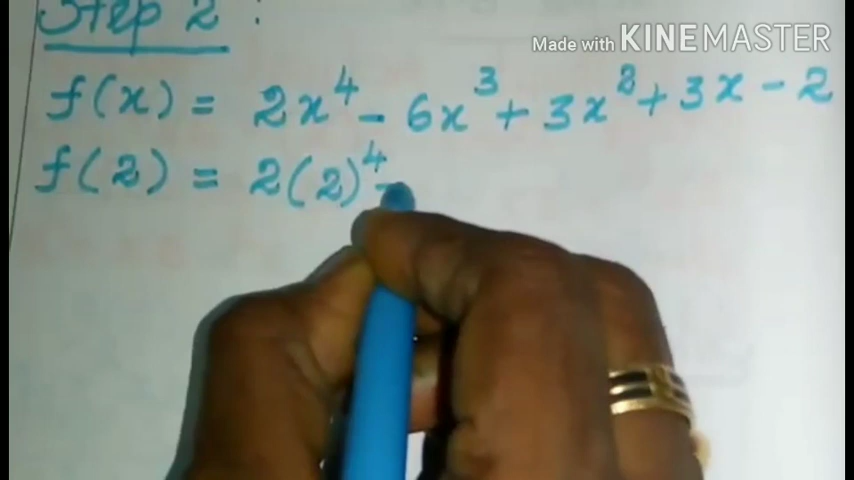 Step 2 :
Made with KINEMASTER
f(x) = 2x⁴ - 6x³ + 3x² + 3x - 2
f(2) = 2(2)⁴ -